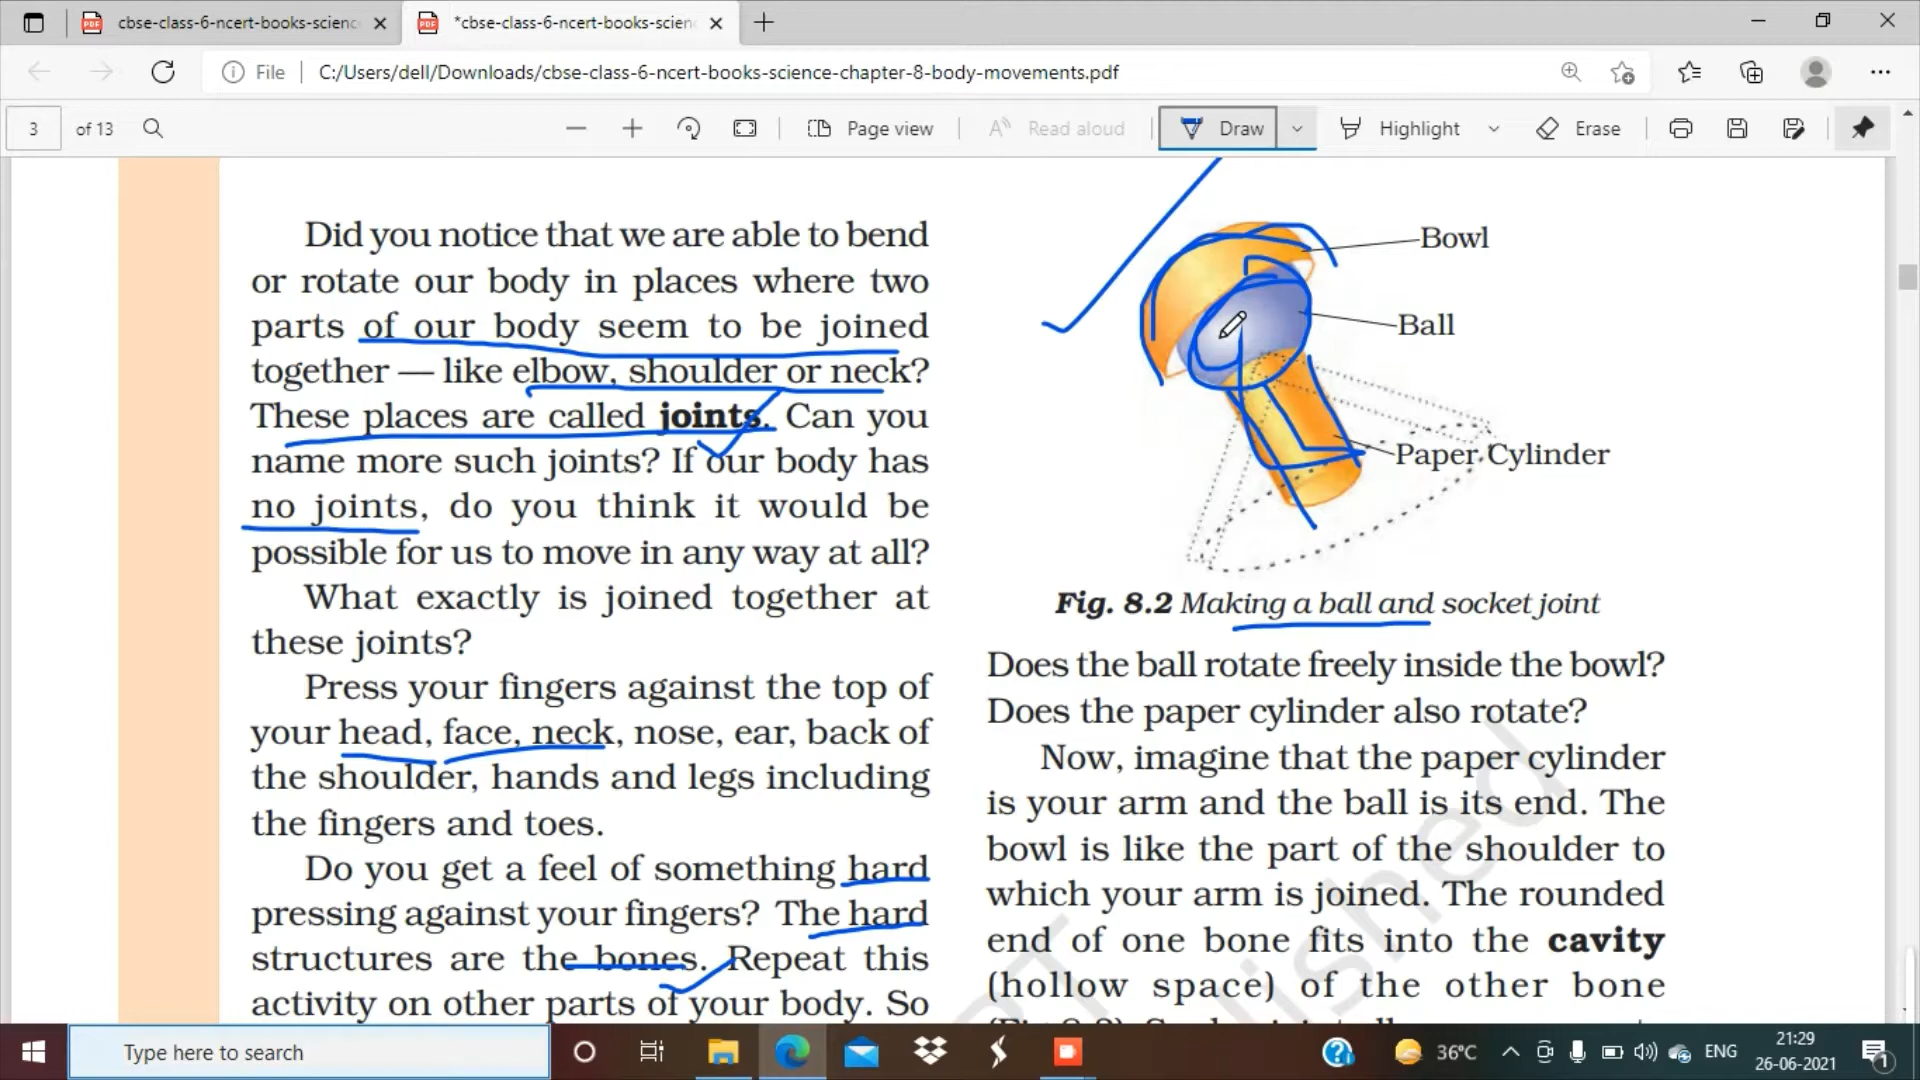 cbse-class-6-ncert-books-science
*cbse-class-6-ncert-books-scien
File
C:/Users/dell/Downloads/cbse-class-6-ncert-books-science-chapter-8-body-movements.pdf
3 of 13
Page view
Read aloud
Draw
Highlight
Erase
Did you notice that we are able to bend
or rotate our body in places where two
parts of our body seem to be joined
together — like elbow, shoulder or neck?
These places are called joints. Can you
name more such joints? If our body has
no joints, do you think it would be
possible for us to move in any way at all?
What exactly is joined together at
these joints?
Press your fingers against the top of
your head, face, neck, nose, ear, back of
the shoulder, hands and legs including
the fingers and toes.
Do you get a feel of something hard
pressing against your fingers? The hard
structures are the bones. Repeat this
activity on other parts of your body. So
Bowl
Ball
Paper Cylinder
Fig. 8.2 Making a ball and socket joint
Does the ball rotate freely inside the bowl?
Does the paper cylinder also rotate?
Now, imagine that the paper cylinder
is your arm and the ball is its end. The
bowl is like the part of the shoulder to
which your arm is joined. The rounded
end of one bone fits into the cavity
(hollow space) of the other bone
Type here to search
36°C
ENG
21:29
26-06-2021
1